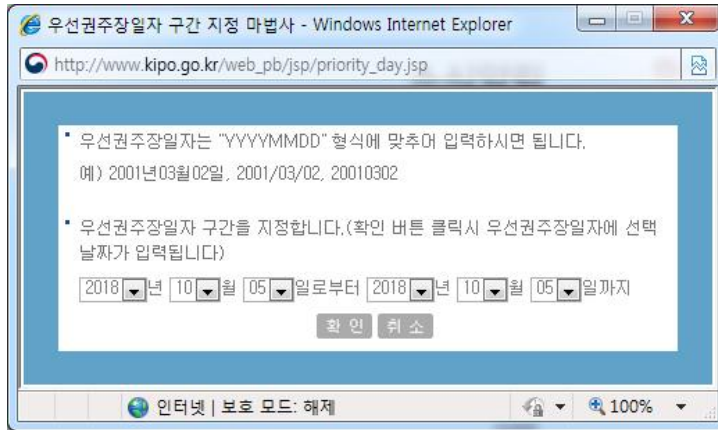 우선권주장일자 구간 지정 마법사 - Windows Internet Explorer
http://www.kipo.go.kr/web_pb/jsp/priority_day.jsp
우선권주장일자는 "YYYYMMDD" 형식에 맞추어 입력하시면 됩니다.
예) 2001년03월02일, 2001/03/02, 20010302
우선권주장일자 구간을 지정합니다.(확인 버튼 클릭시 우선권주장일자에 선택
날짜가 입력됩니다)
2018 년 10 월 05 일로부터 2018 년 10 월 05 일까지
확 인 취 소
인터넷 | 보호 모드: 해제 100%